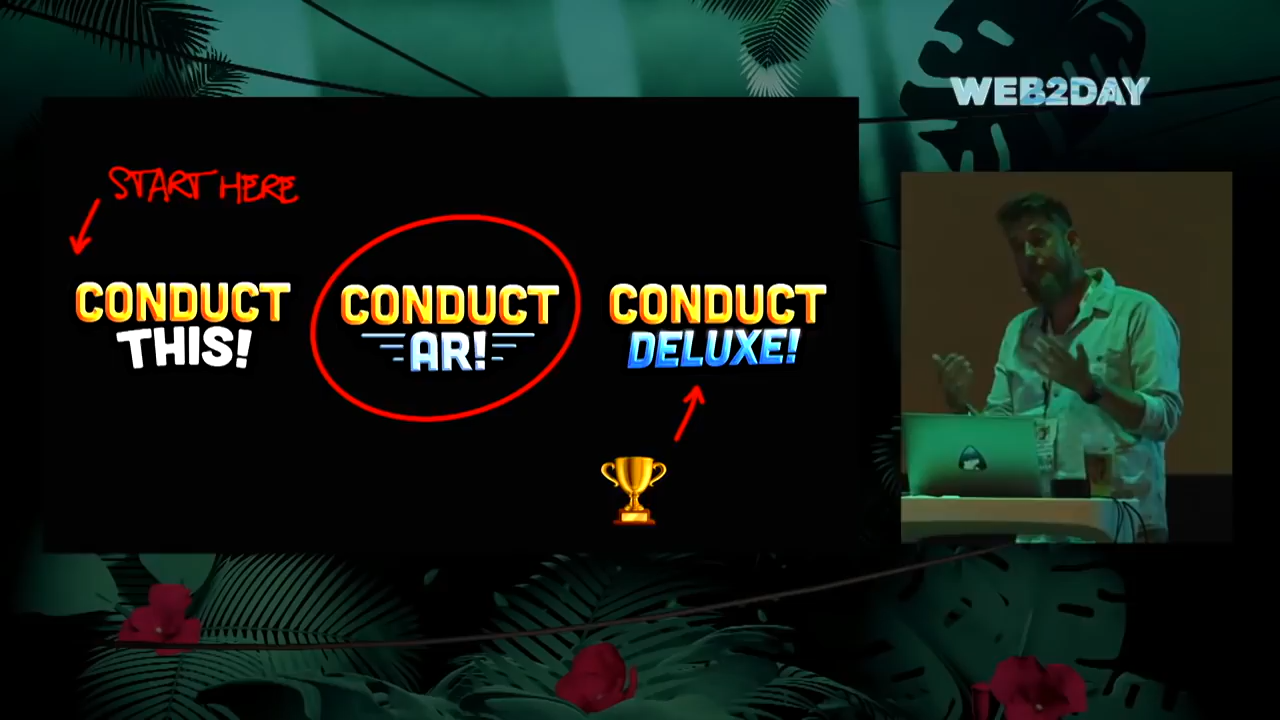 WEB2DAY
START HERE
CONDUCT
THIS!
CONDUCT
AR!
CONDUCT
DELUXE!